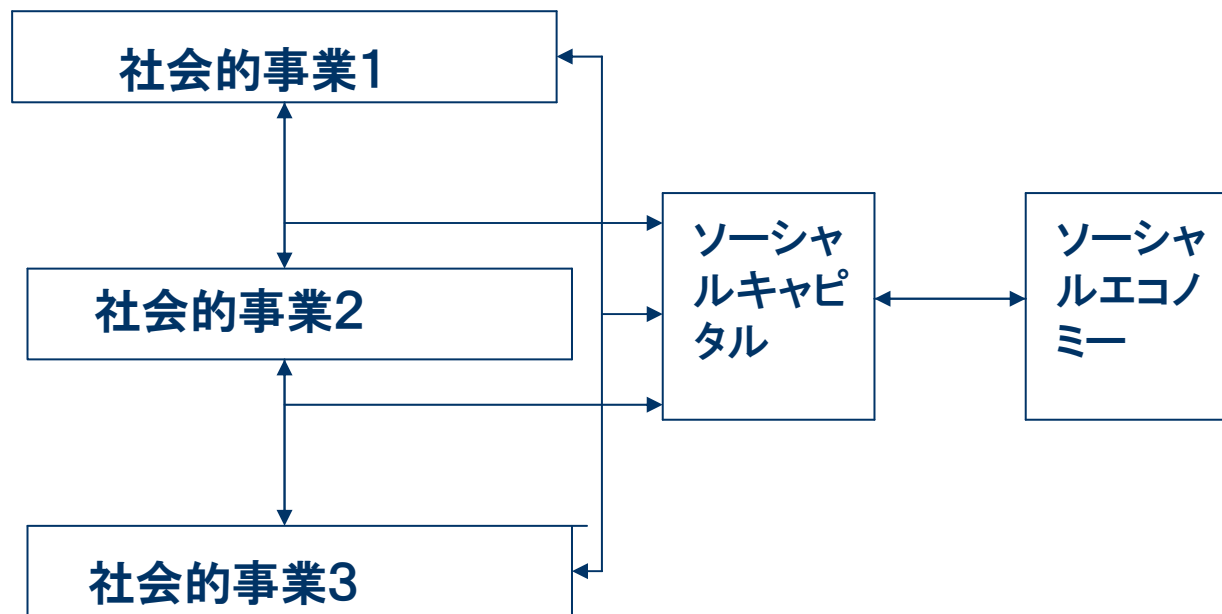 社会的事業1
社会的事業2
社会的事業3
ソーシャ
ルキャピ
タル
ソーシャ
ルエコノ
ミー